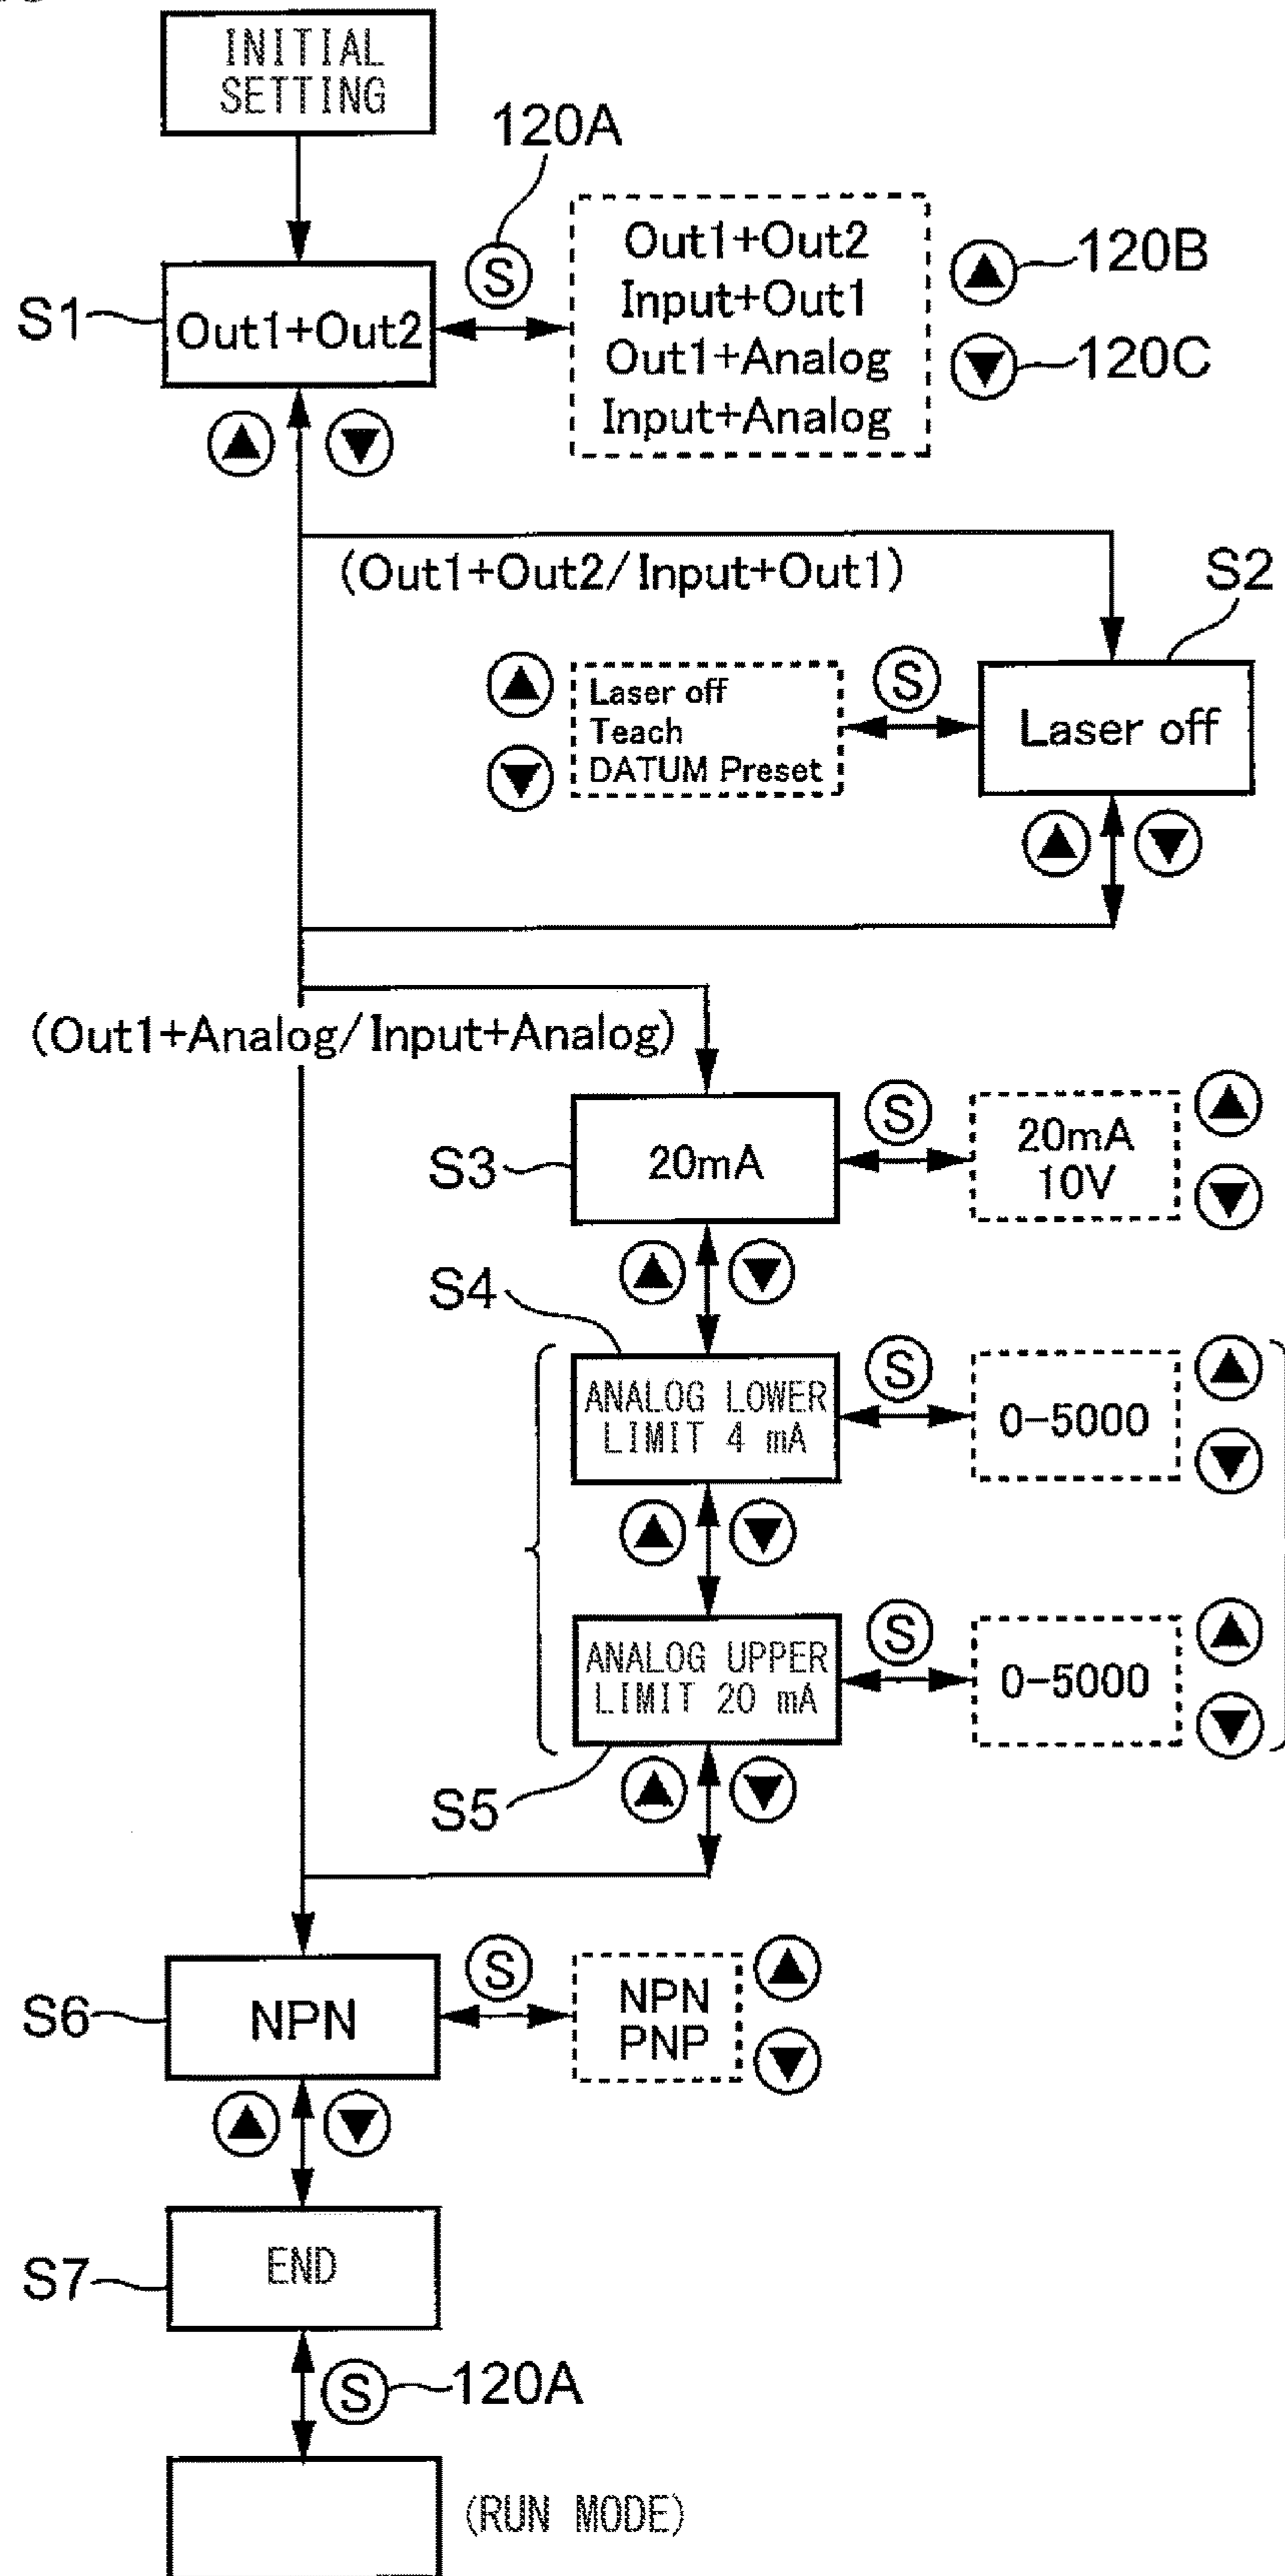 INITIAL
SETTING
120A
S
Out1+Out2
Input+Out1
Out1+Analog
Input+Analog
120B
120C
S1
Out1+Out2
(Out1+Out2/Input+Out1)
S2
Laser off
Teach
DATUM Preset
S
Laser off
(Out1+Analog/Input+Analog)
S3
20mA
S
20mA
10V
S4
ANALOG LOWER
LIMIT 4 mA
S
0-5000
ANALOG UPPER
LIMIT 20 mA
S
0-5000
S5
S6
NPN
S
NPN
PNP
S7
END
S
120A
(RUN MODE)